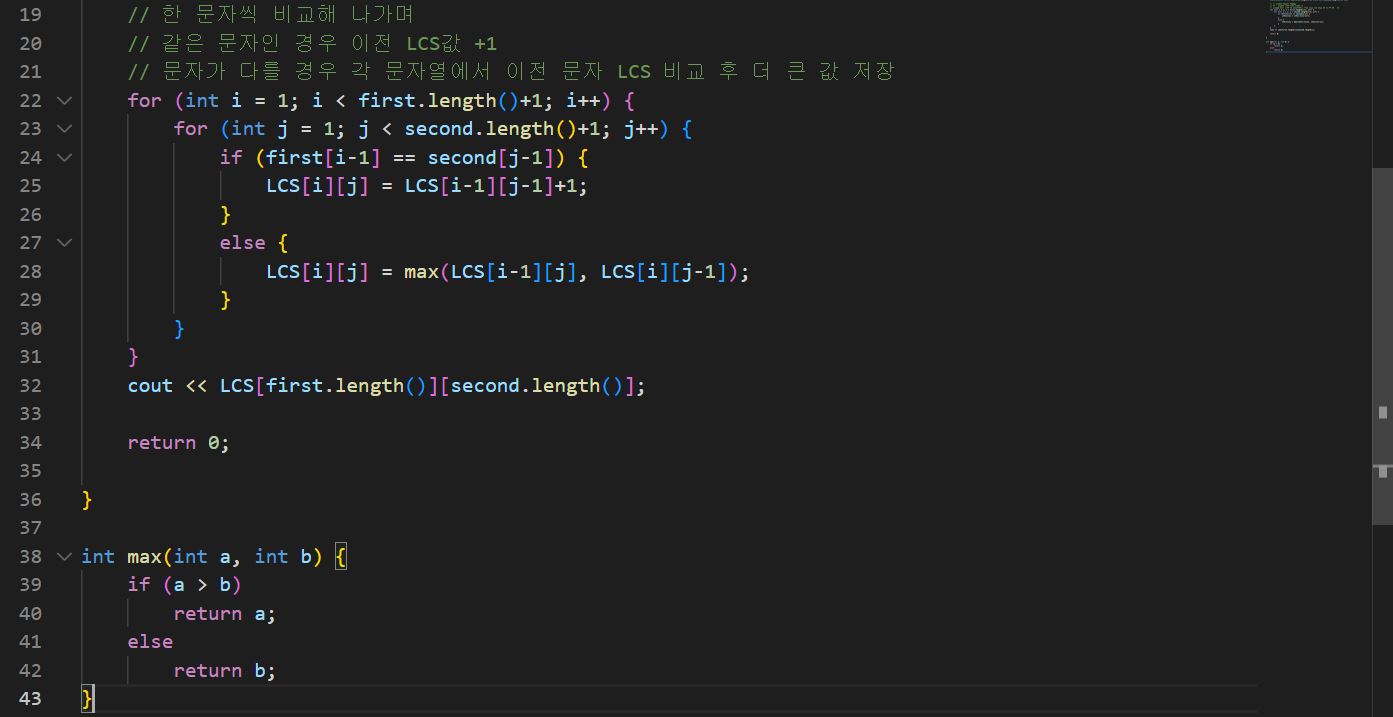 19 // 한 문자씩 비교해 나가며
20 // 같은 문자인 경우 이전 LCS값 +1
21 // 문자가 다를 경우 각 문자열에서 이전 문자 LCS 비교 후 더 큰 값 저장
22 for (int i = 1; i < first.length()+1; i++) {
23 for (int j = 1; j < second.length()+1; j++) {
24 if (first[i-1] == second[j-1]) {
25 LCS[i][j] = LCS[i-1][j-1]+1;
26 }
27 else {
28 LCS[i][j] = max(LCS[i-1][j], LCS[i][j-1]);
29 }
30 }
31 }
32 cout << LCS[first.length()][second.length()];
33
34 return 0;
35
36 }
37
38 int max(int a, int b) {
39 if (a > b)
40 return a;
41 else
42 return b;
43 }